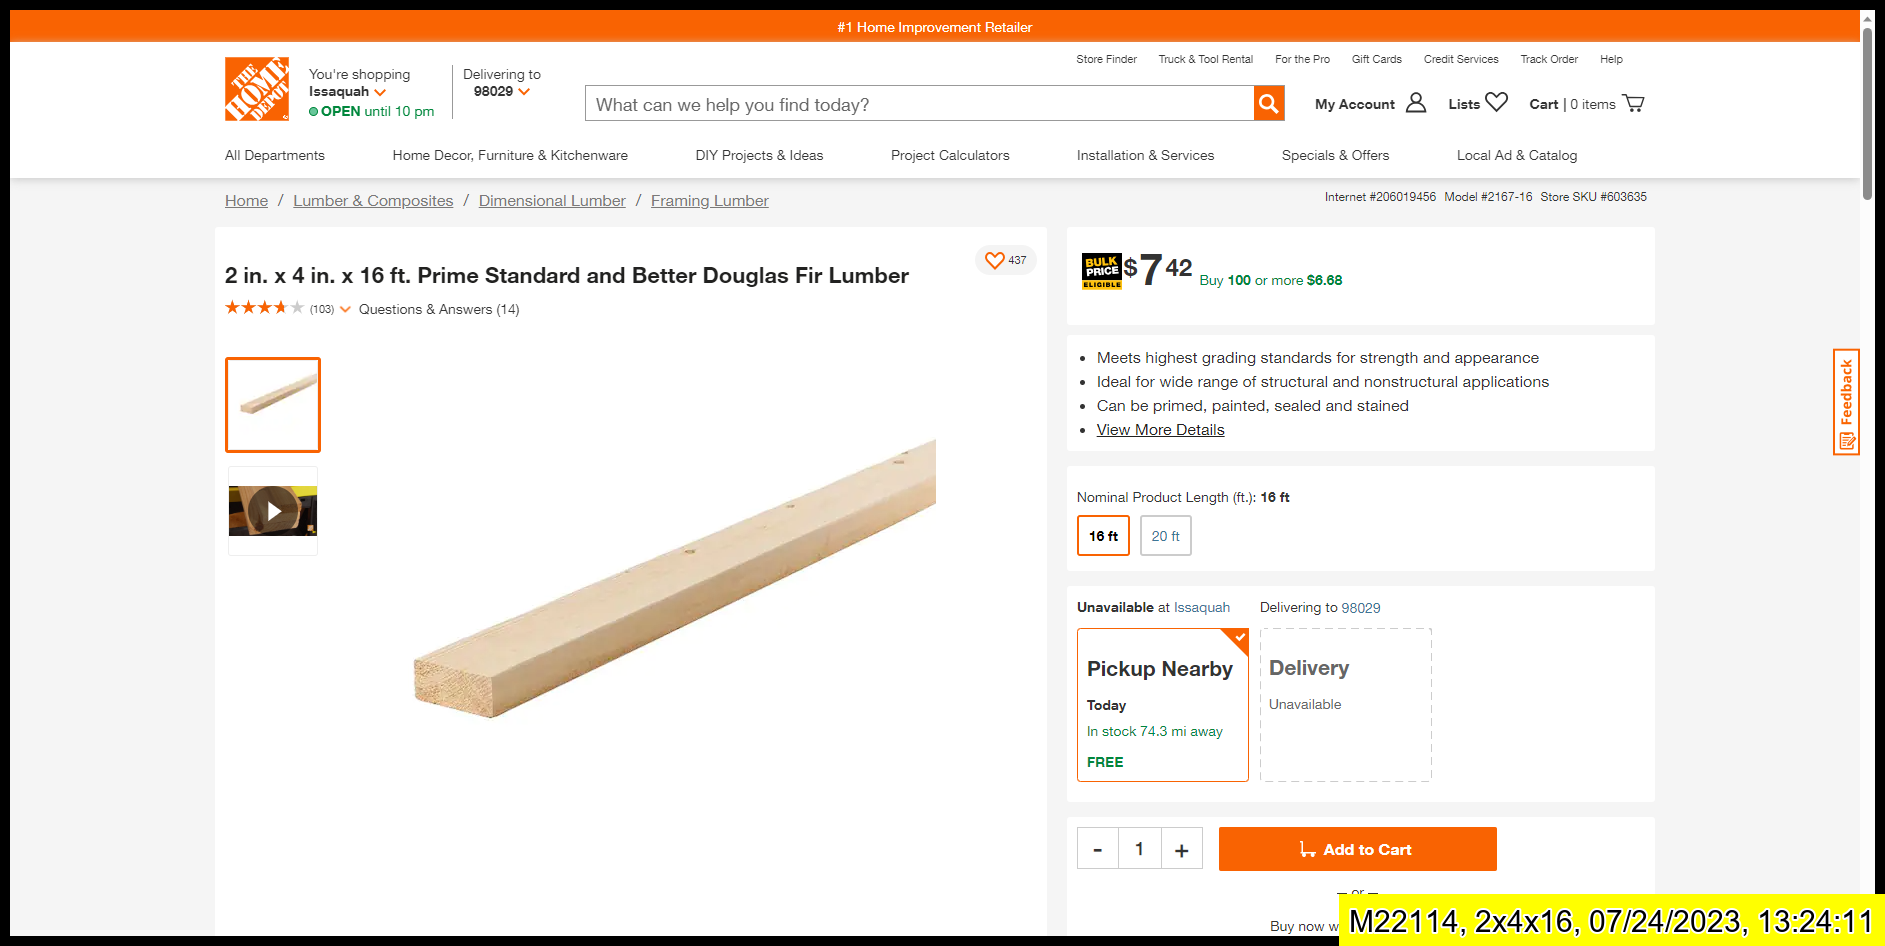 #1 Home Improvement Retailer
Store Finder Truck & Tool Rental For the Pro Gift Cards Credit Services Track Order Help
THE HOME DEPOT
You're shopping
Issaquah
OPEN until 10 pm
Delivering to
98029
What can we help you find today?
My Account Lists Cart | 0 items
All Departments Home Decor, Furniture & Kitchenware DIY Projects & Ideas Project Calculators Installation & Services Specials & Offers Local Ad & Catalog
Home / Lumber & Composites / Dimensional Lumber / Framing Lumber
Internet #206019456 Model #2167-16 Store SKU #603635
437
2 in. x 4 in. x 16 ft. Prime Standard and Better Douglas Fir Lumber
(103) Questions & Answers (14)
BULK
PRICE
ELIGIBLE
$7 42
Buy 100 or more $6.68
• Meets highest grading standards for strength and appearance
• Ideal for wide range of structural and nonstructural applications
• Can be primed, painted, sealed and stained
• View More Details
Feedback
Nominal Product Length (ft.): 16 ft
16 ft 20 ft
Unavailable at Issaquah
Delivering to 98029
Pickup Nearby
Today
In stock 74.3 mi away
FREE
Delivery
Unavailable
- 1 + Add to Cart
— or —
Buy now w
M22114, 2x4x16, 07/24/2023, 13:24:11